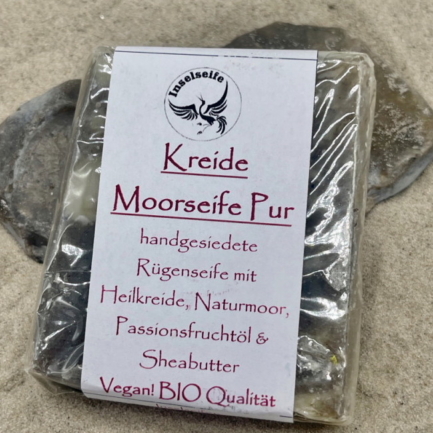 Inselseife
Kreide
Moorseife Pur
handgesiedete
Rügenseife mit
Heilkreide, Naturmoor,
Passionsfruchtöl &
Sheabutter
Vegan! BIO Qualität